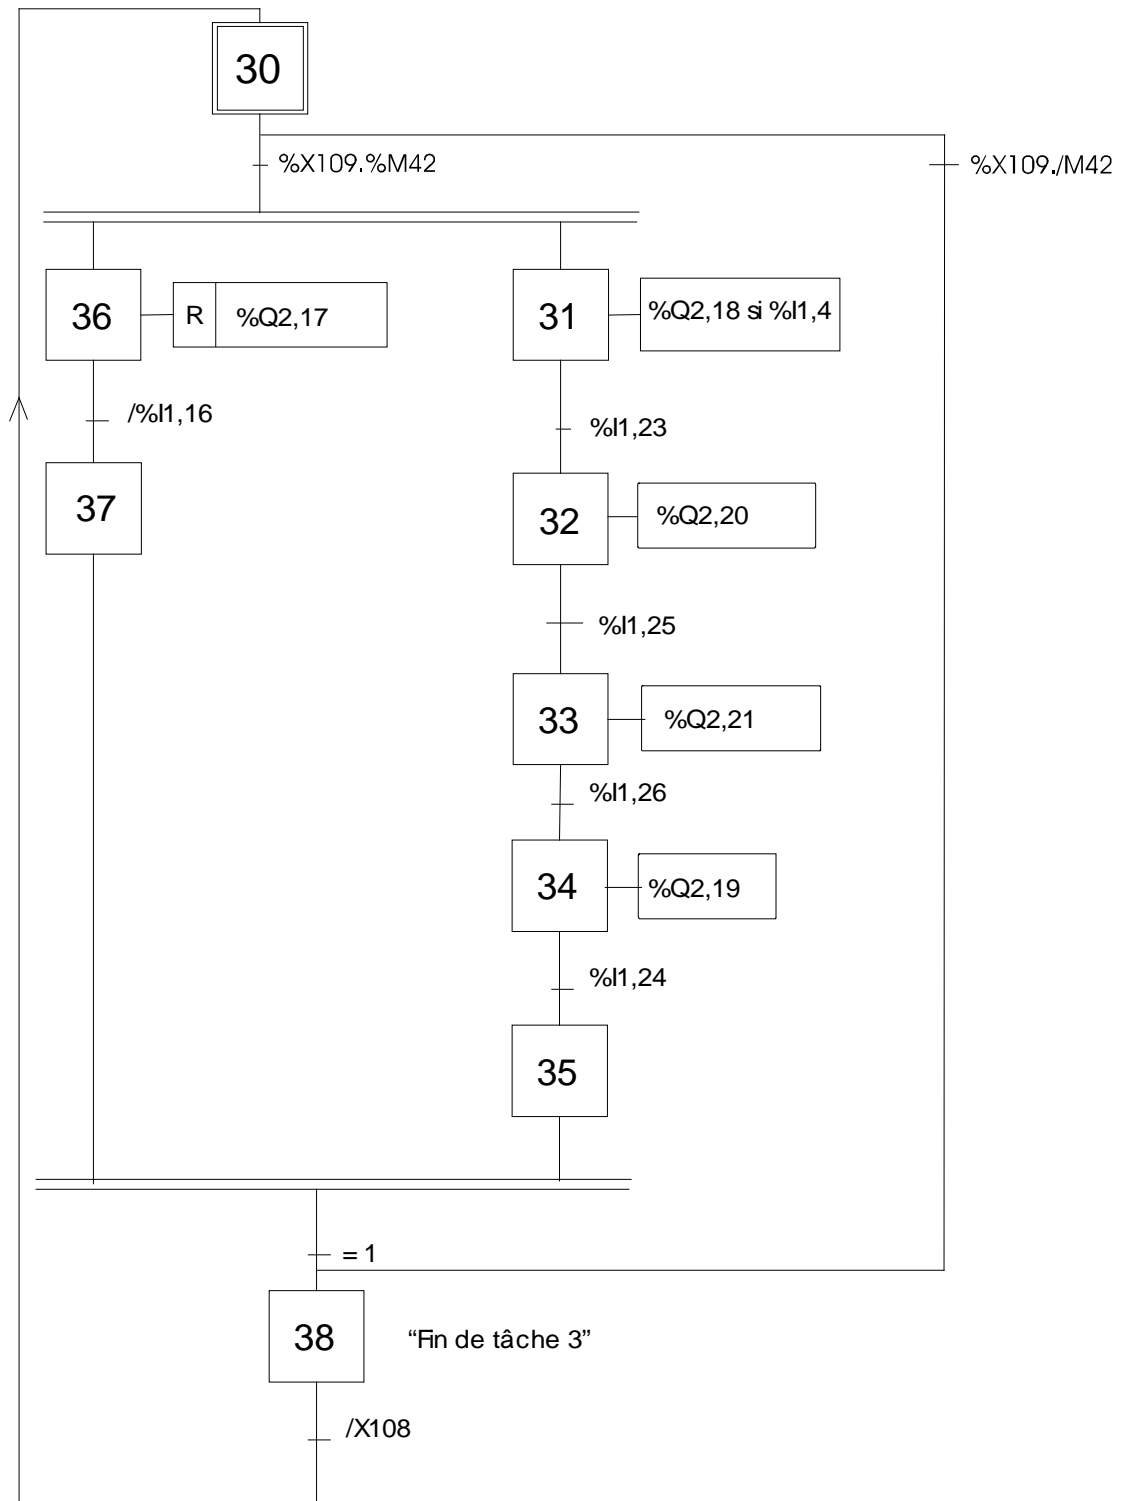 30
%X109.%M42
%X109./M42
36
R
%Q2,17
31
%Q2,18 si %I1,4
/%I1,16
%I1,23
37
32
%Q2,20
%I1,25
33
%Q2,21
%I1,26
34
%Q2,19
%I1,24
35
= 1
38
“Fin de tâche 3”
/X108